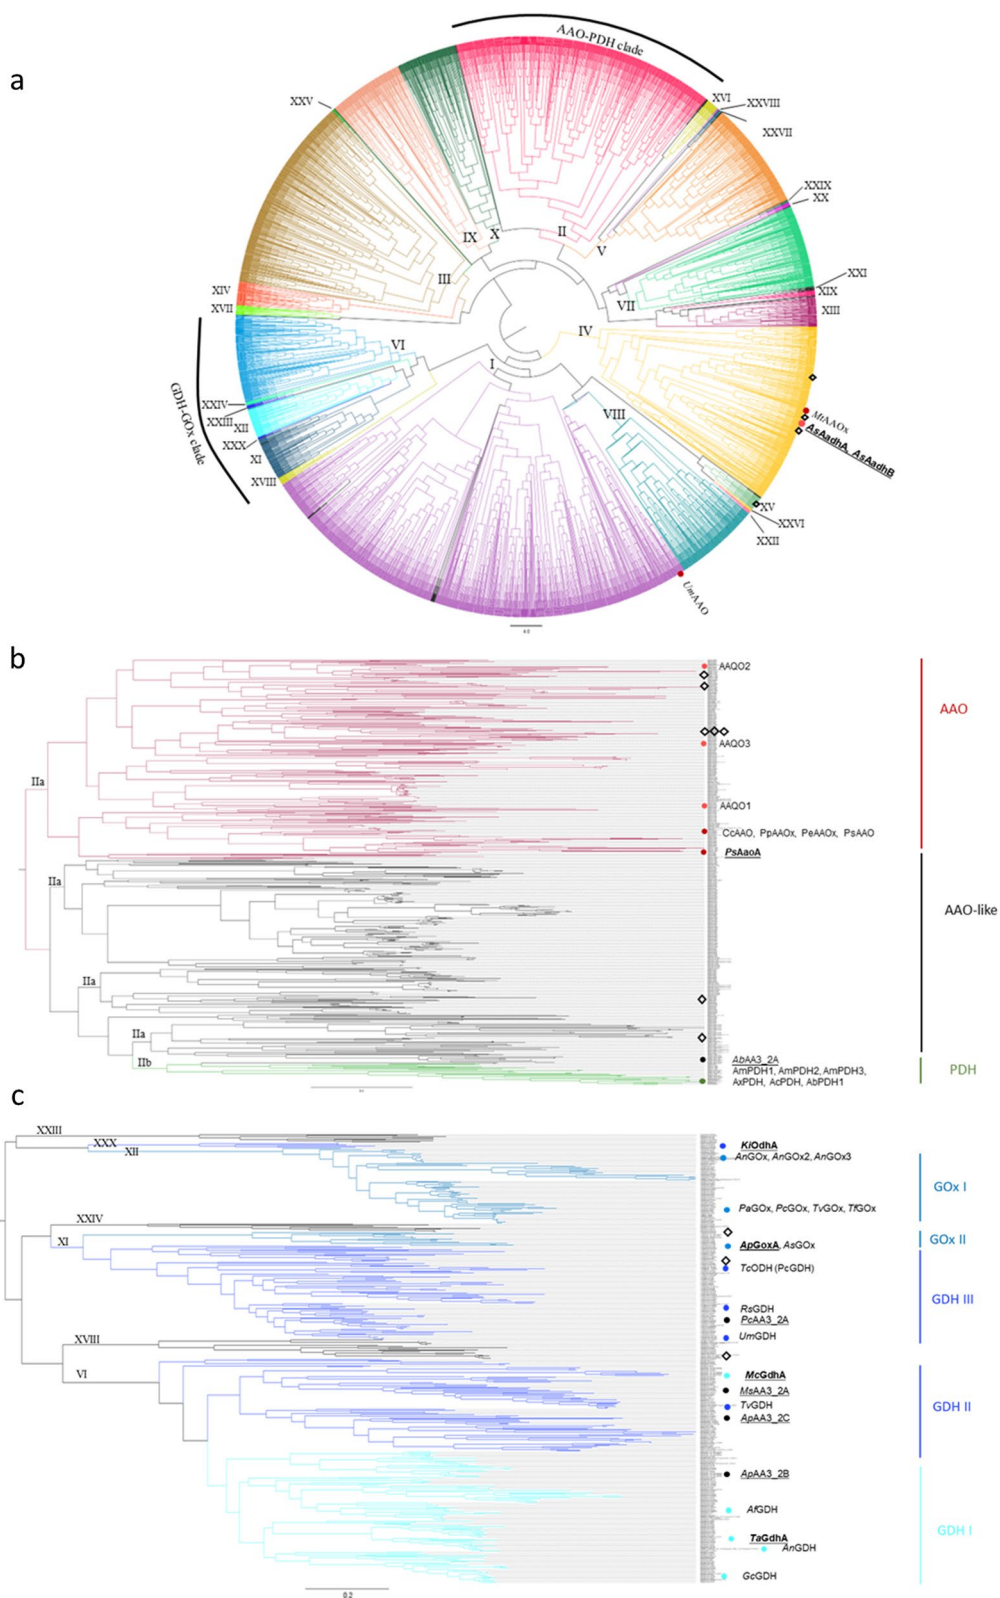 a
AAO-PDH clade
XXV
XVI
XXVIII
XXVII
XXIX
XX
IX
X
II
V
III
XXI
XIV
XIX
VII
XIII
XVII
IV
VI
I
GDH-GOx clade
XXIV
XXIII
XII
XXX
XI
XVIII
VIII
MtAAOx
AsAadhA, AsAadhB
XV
XXVI
XXII
UmAAO
b
AAQO2
AAO
AAQO3
IIa
AAQO1
CcAAO, PpAAOx, PeAAOx, PsAAO
PsAaoA
IIa
AAO-like
IIa
IIa
IIb
AbAA3_2A
AmPDH1, AmPDH2, AmPDH3,
AxPDH, AcPDH, AbPDH1
PDH
c
XXIII
XXX
XII
KiOdhA
AnGOx, AnGOx2, AnGOx3
GOx I
PaGOx, PcGOx, TvGOx, TfGOx
XXIV
XI
ApGoxA, AsGOx
GOx II
TcODH (PcGDH)
GDH III
RsGDH
PcAA3_2A
UmGDH
XVIII
VI
McGdhA
MsAA3_2A
TvGDH
GDH II
ApAA3_2C
ApAA3_2B
AfGDH
GDH I
TaGdhA
AnGDH
GcGDH
0.2